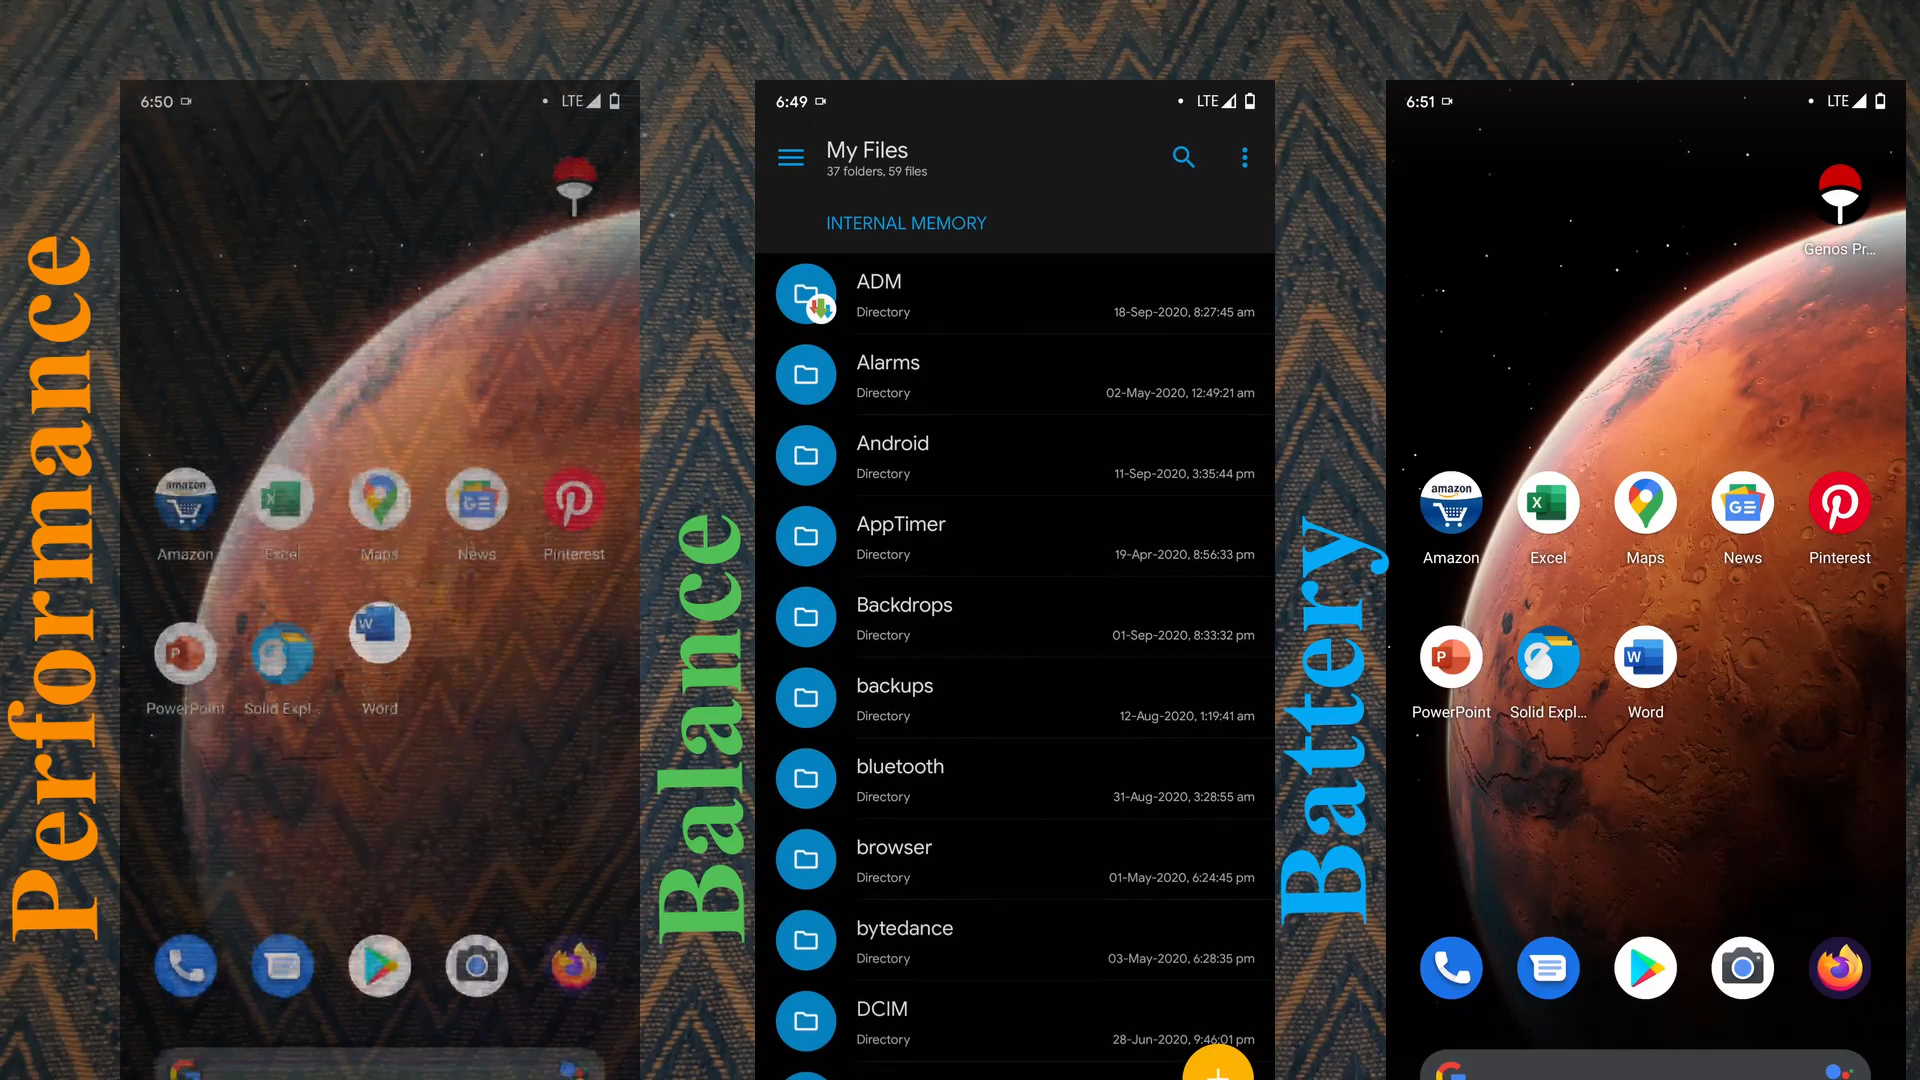 Performance
6:50
LTE
amazon
Amazon
Excel
Maps
GE
News
Pinterest
P
PowerPoint
Solid Expl...
W
Word
Balance
6:49
LTE
My Files
37 folders, 59 files
INTERNAL MEMORY
ADM
Directory
18-Sep-2020, 8:27:45 am
Alarms
Directory
02-May-2020, 12:49:21 am
Android
Directory
11-Sep-2020, 3:35:44 pm
AppTimer
Directory
19-Apr-2020, 8:56:33 pm
Backdrops
Directory
01-Sep-2020, 8:33:32 pm
backups
Directory
12-Aug-2020, 1:19:41 am
bluetooth
Directory
31-Aug-2020, 3:28:55 am
browser
Directory
01-May-2020, 6:24:45 pm
bytedance
Directory
03-May-2020, 6:28:35 pm
DCIM
Directory
28-Jun-2020, 9:46:01 pm
Battery
6:51
LTE
Genos Pr...
amazon
Amazon
X
Excel
Maps
GE
News
Pinterest
P
PowerPoint
Solid Expl...
W
Word